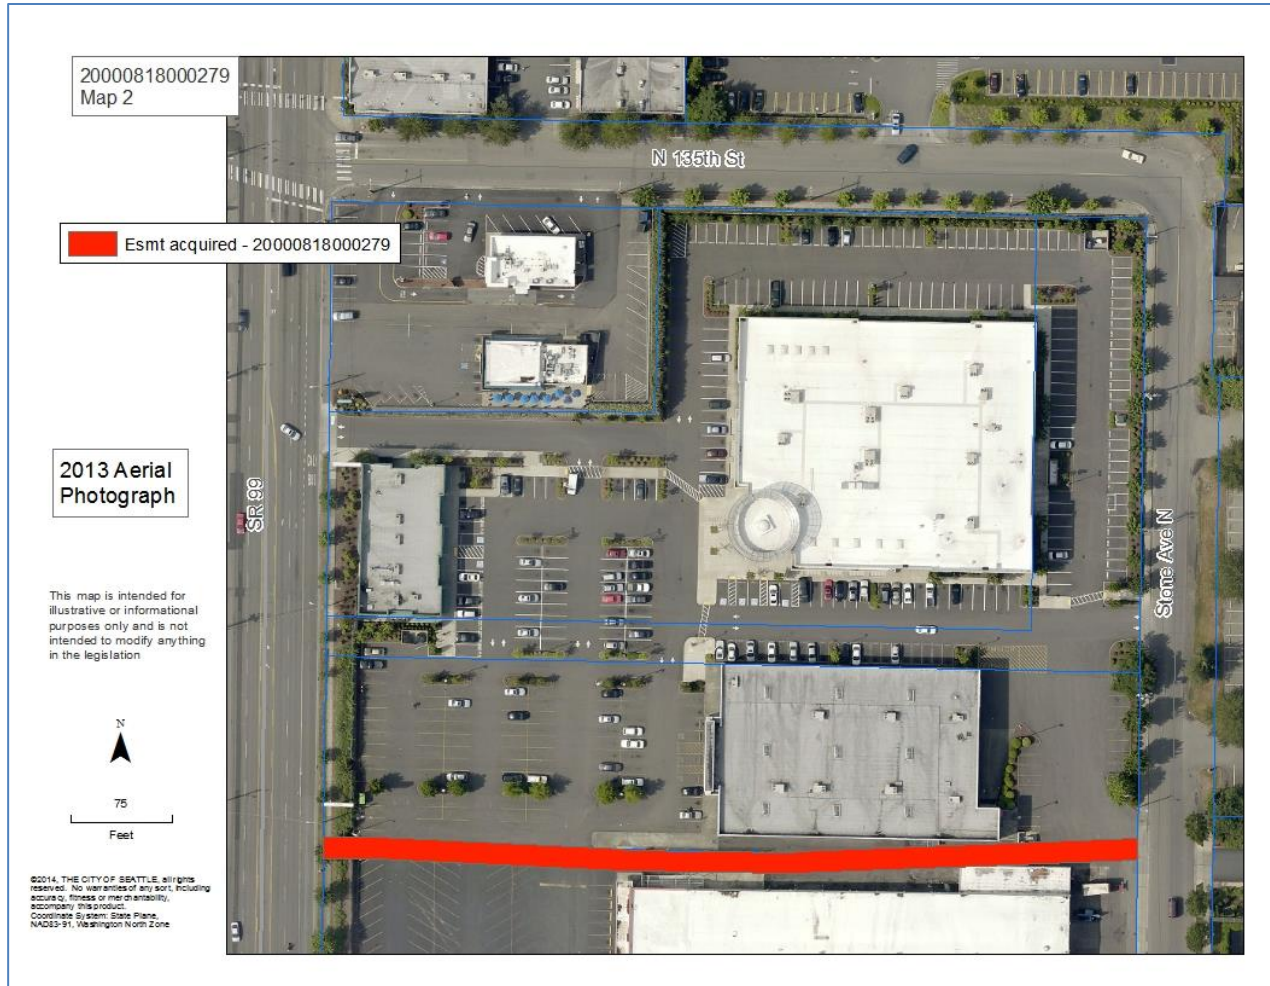 20000818000279
Map 2
N 135th St
Esmt acquired - 20000818000279
2013 Aerial
Photograph
SR 99
Stone Ave N
This map is intended for
illustrative or informational
purposes only and is not
intended to modify anything
in the legislation
N
75
Feet
©2014, THE CITY OF SEATTLE, all rights
reserved. No warranties of any sort, including
accuracy, fitness or merchantability,
accompany this product.
Coordinate System: State Plane,
NAD83-91, Washington North Zone